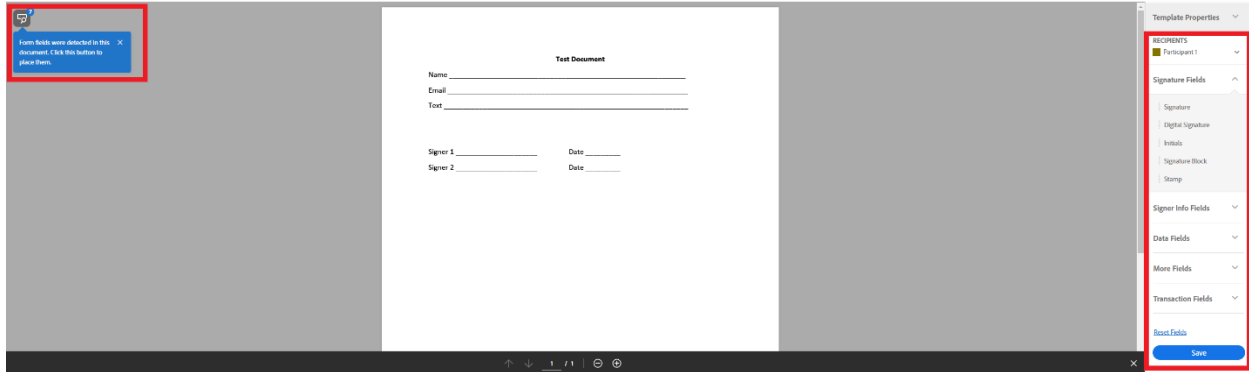 7
Form fields were detected in this
document. Click this button to
place them.
Test Document
Name
Email
Text
Signer 1 Date
Signer 2 Date
Template Properties
RECIPIENTS
Participant 1
Signature Fields
Signature
Digital Signature
Initials
Signature Block
Stamp
Signer Info Fields
Data Fields
More Fields
Transaction Fields
Reset Fields
Save
1 / 1